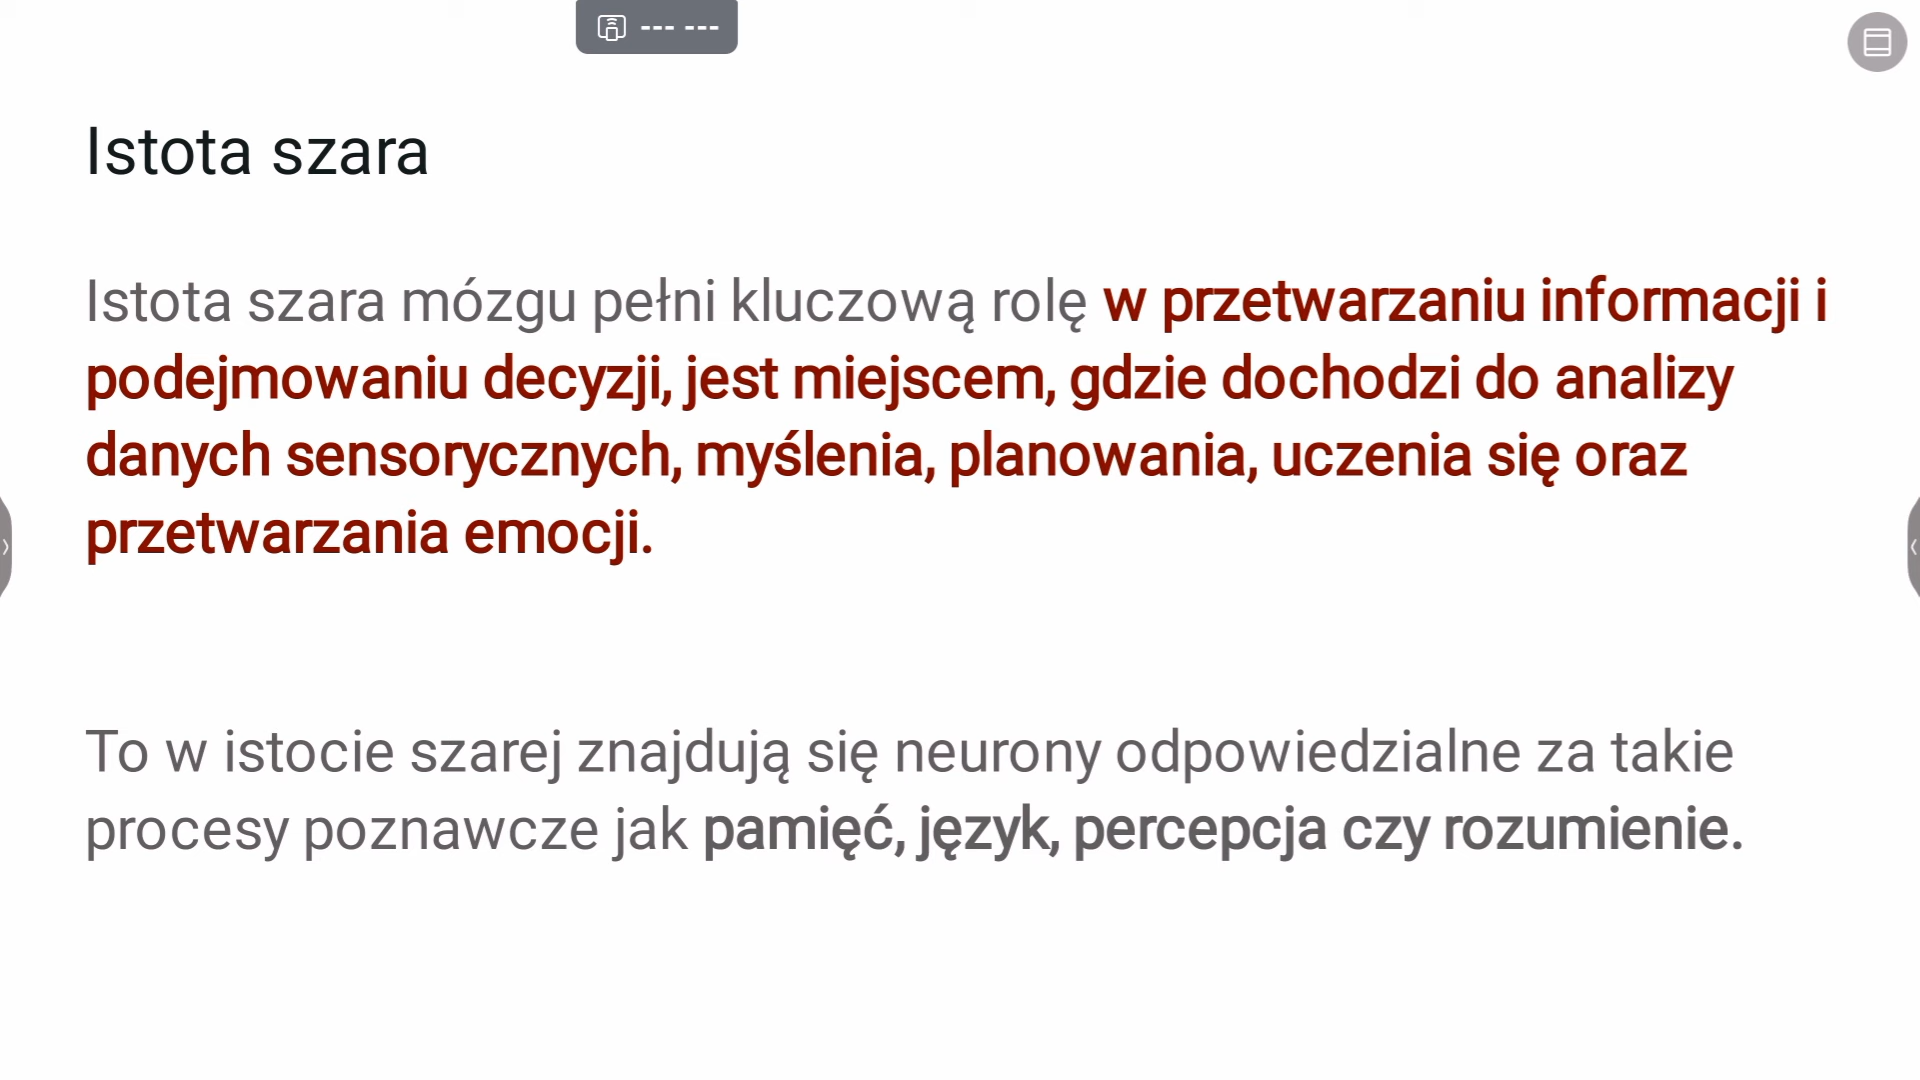 --- ---
Istota szara
Istota szara mózgu pełni kluczową rolę w przetwarzaniu informacji i
podejmowaniu decyzji, jest miejscem, gdzie dochodzi do analizy
danych sensorycznych, myślenia, planowania, uczenia się oraz
przetwarzania emocji.
To w istocie szarej znajdują się neurony odpowiedzialne za takie
procesy poznawcze jak pamięć, język, percepcja czy rozumienie.